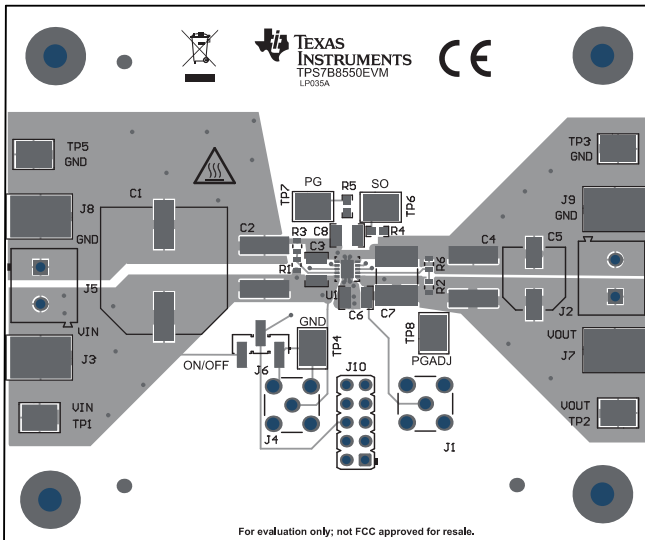 TEXAS
INSTRUMENTS
TPS7B8550EVM
LP035A
CE
TP5
GND
TP3
GND
PG
R5
SO
TP7
TP6
C1
J8
GND
J9
GND
C2
R3
C8
R4
C3
C4
C5
R1
R6
J5
U1
R2
J2
C6
C7
VIN
J3
GND
TP4
TP8
PGADJ
VOUT
J7
ON/OFF
J6
J10
VIN
TP1
VOUT
TP2
J4
J1
For evaluation only; not FCC approved for resale.